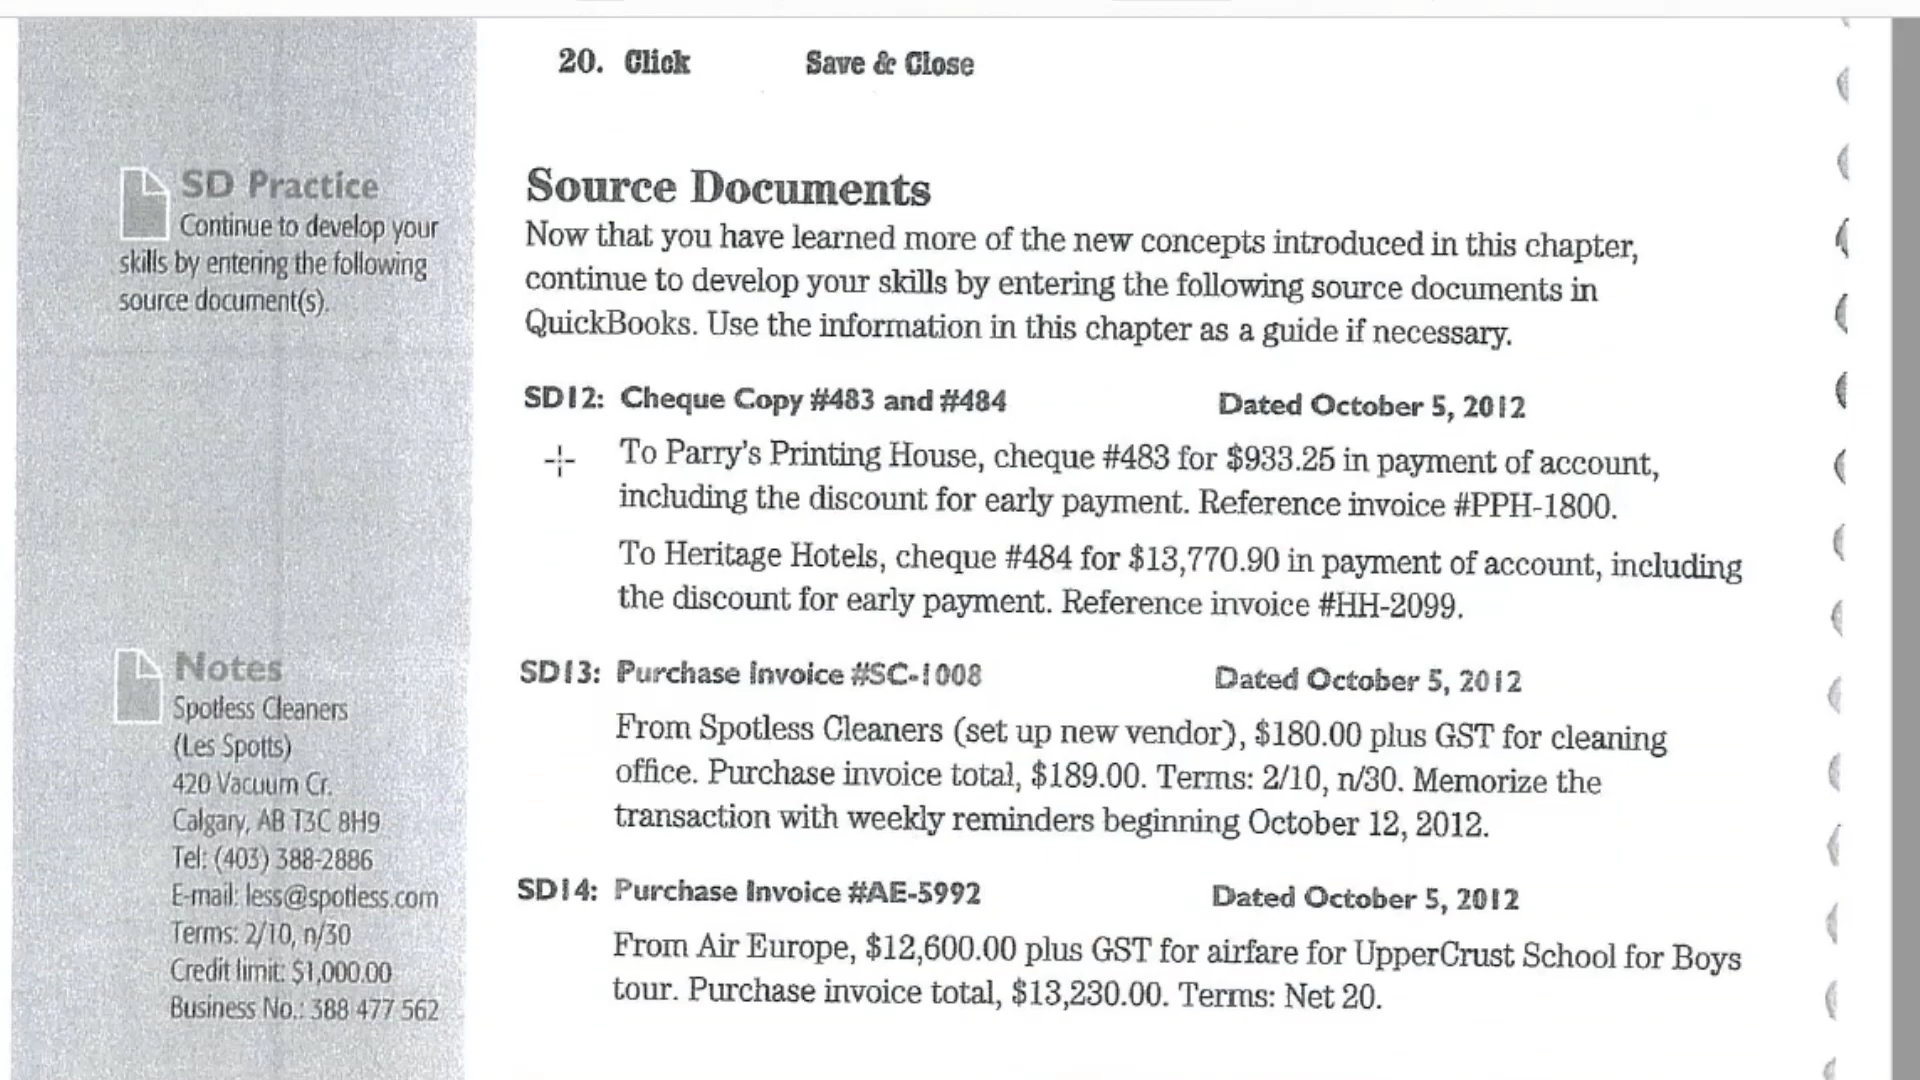 20. Click Save & Close
SD Practice
Continue to develop your
skills by entering the following
source document(s).
Source Documents
Now that you have learned more of the new concepts introduced in this chapter,
continue to develop your skills by entering the following source documents in
QuickBooks. Use the information in this chapter as a guide if necessary.
SD12: Cheque Copy #483 and #484 Dated October 5, 2012
To Parry's Printing House, cheque #483 for $933.25 in payment of account,
including the discount for early payment. Reference invoice #PPH-1800.
To Heritage Hotels, cheque #484 for $13,770.90 in payment of account, including
the discount for early payment. Reference invoice #HH-2099.
Notes
Spotless Cleaners
(Les Spotts)
420 Vacuum Cr.
Calgary, AB T3C 8H9
Tel: (403) 388-2886
E-mail: less@spotless.com
Terms: 2/10, n/30
Credit limit: $1,000.00
Business No.: 388 477 562
SD13: Purchase Invoice #SC-1008 Dated October 5, 2012
From Spotless Cleaners (set up new vendor), $180.00 plus GST for cleaning
office. Purchase invoice total, $189.00. Terms: 2/10, n/30. Memorize the
transaction with weekly reminders beginning October 12, 2012.
SD14: Purchase Invoice #AE-5992 Dated October 5, 2012
From Air Europe, $12,600.00 plus GST for airfare for UpperCrust School for Boys
tour. Purchase invoice total, $13,230.00. Terms: Net 20.